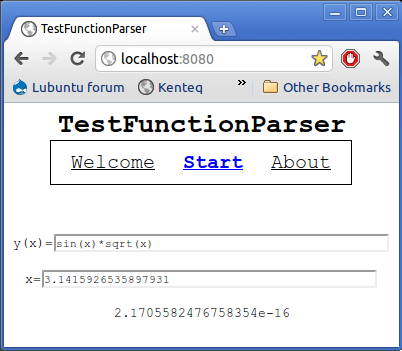 TestFunctionParser
localhost:8080
Lubuntu forum Kenteq » Other Bookmarks
TestFunctionParser
Welcome Start About
y(x)=sin(x)*sqrt(x)
x=3.1415926535897931
2.1705582476758354e-16